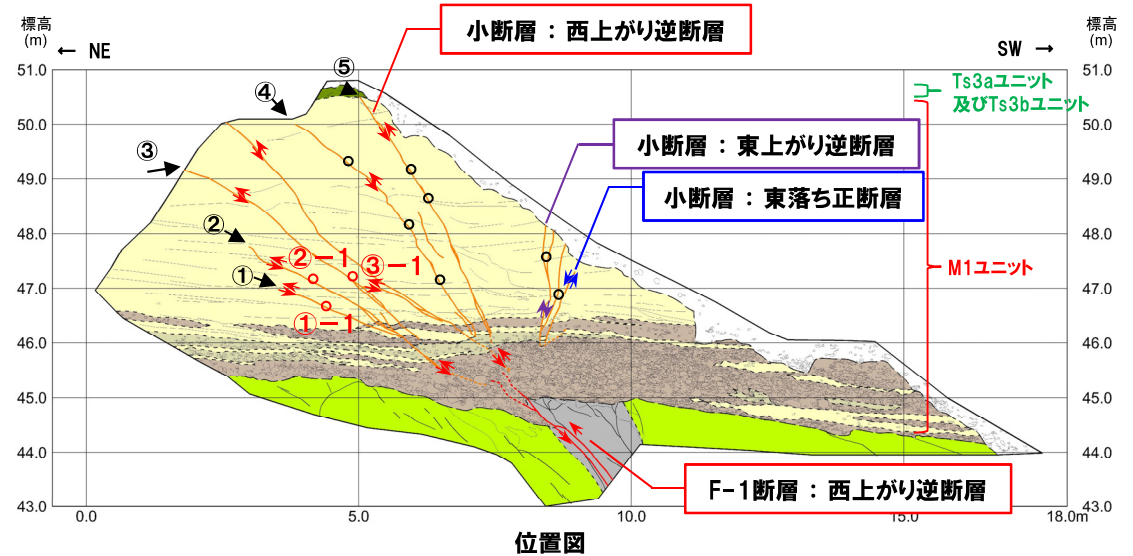 標高
(m)
← NE
SW →
標高
(m)
小断層 : 西上がり逆断層
51.0
50.0
49.0
48.0
47.0
46.0
45.0
44.0
43.0
51.0
50.0
49.0
48.0
47.0
46.0
45.0
44.0
43.0
⑤
④
③
②
①
②-1
③-1
①-1
Ts3aユニット
及びTs3bユニット
小断層 : 東上がり逆断層
小断層 : 東落ち正断層
M1ユニット
F-1断層 : 西上がり逆断層
0.0
5.0
10.0
15.0
18.0m
位置図